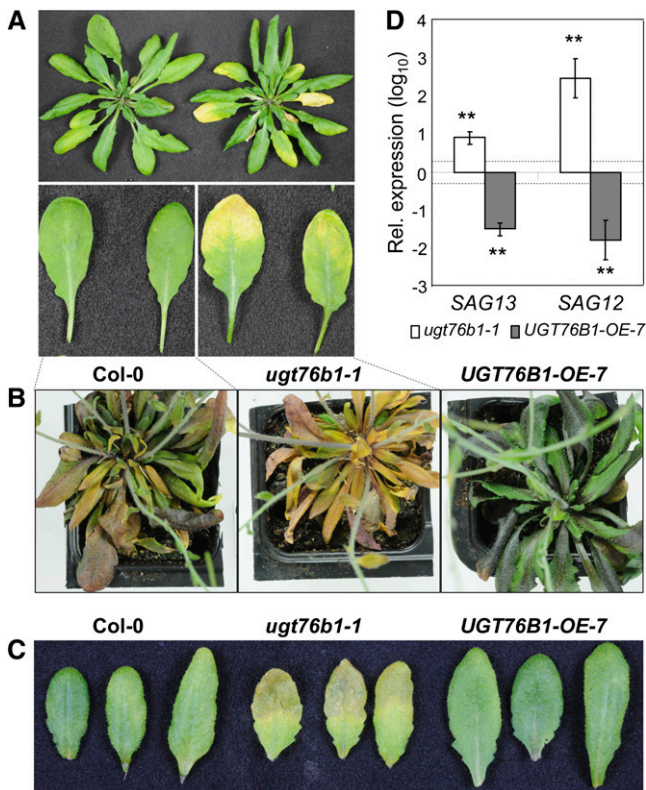 A
D
Rel. expression (log10)
4
3
2
1
0
-1
-2
-3
**
**
**
**
SAG13 SAG12
ugt76b1-1 UGT76B1-OE-7
Col-0 ugt76b1-1 UGT76B1-OE-7
B
Col-0 ugt76b1-1 UGT76B1-OE-7
C